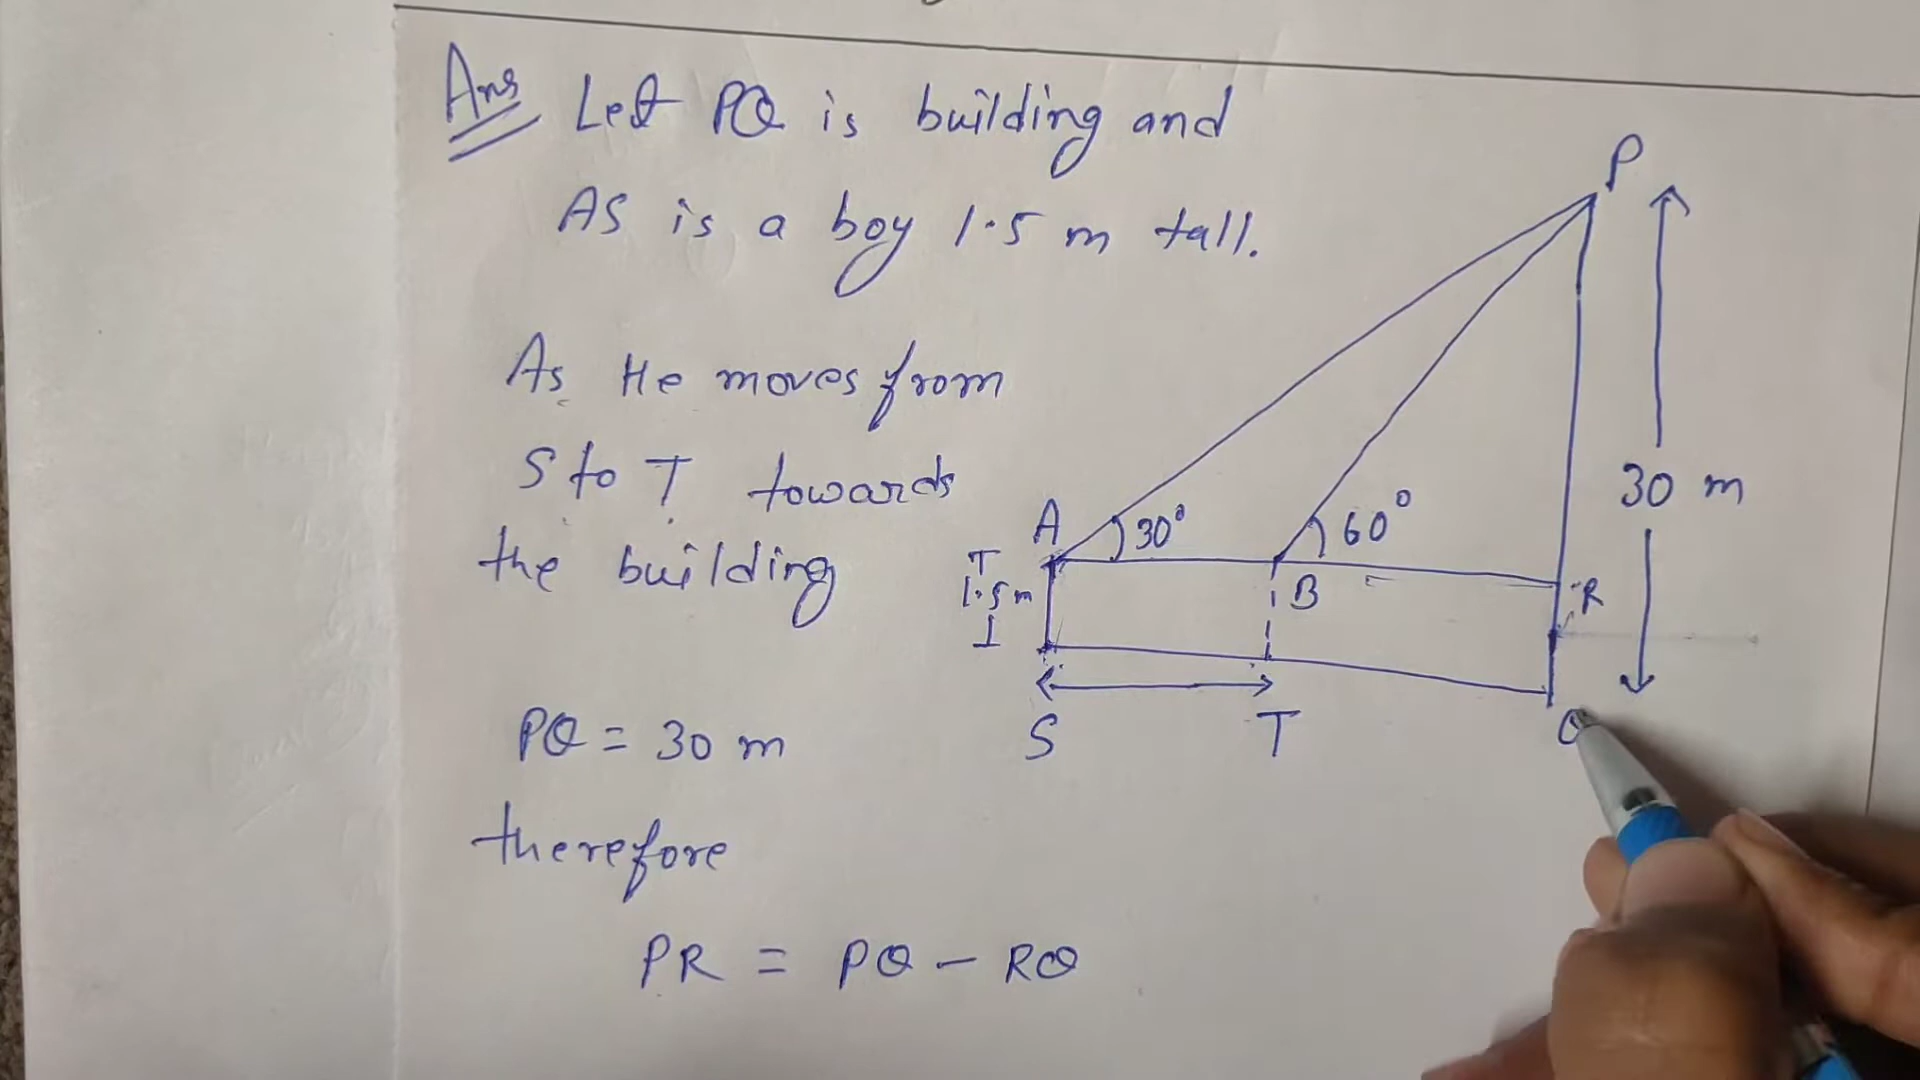 Ans Let PQ is building and
AS is a boy 1.5 m tall.
As He moves from
S to T towards
the building
PQ = 30 m
therefore
PR = PQ - RQ
P
30 m
A
30°
60°
1.5 m
B
R
S
T
Q